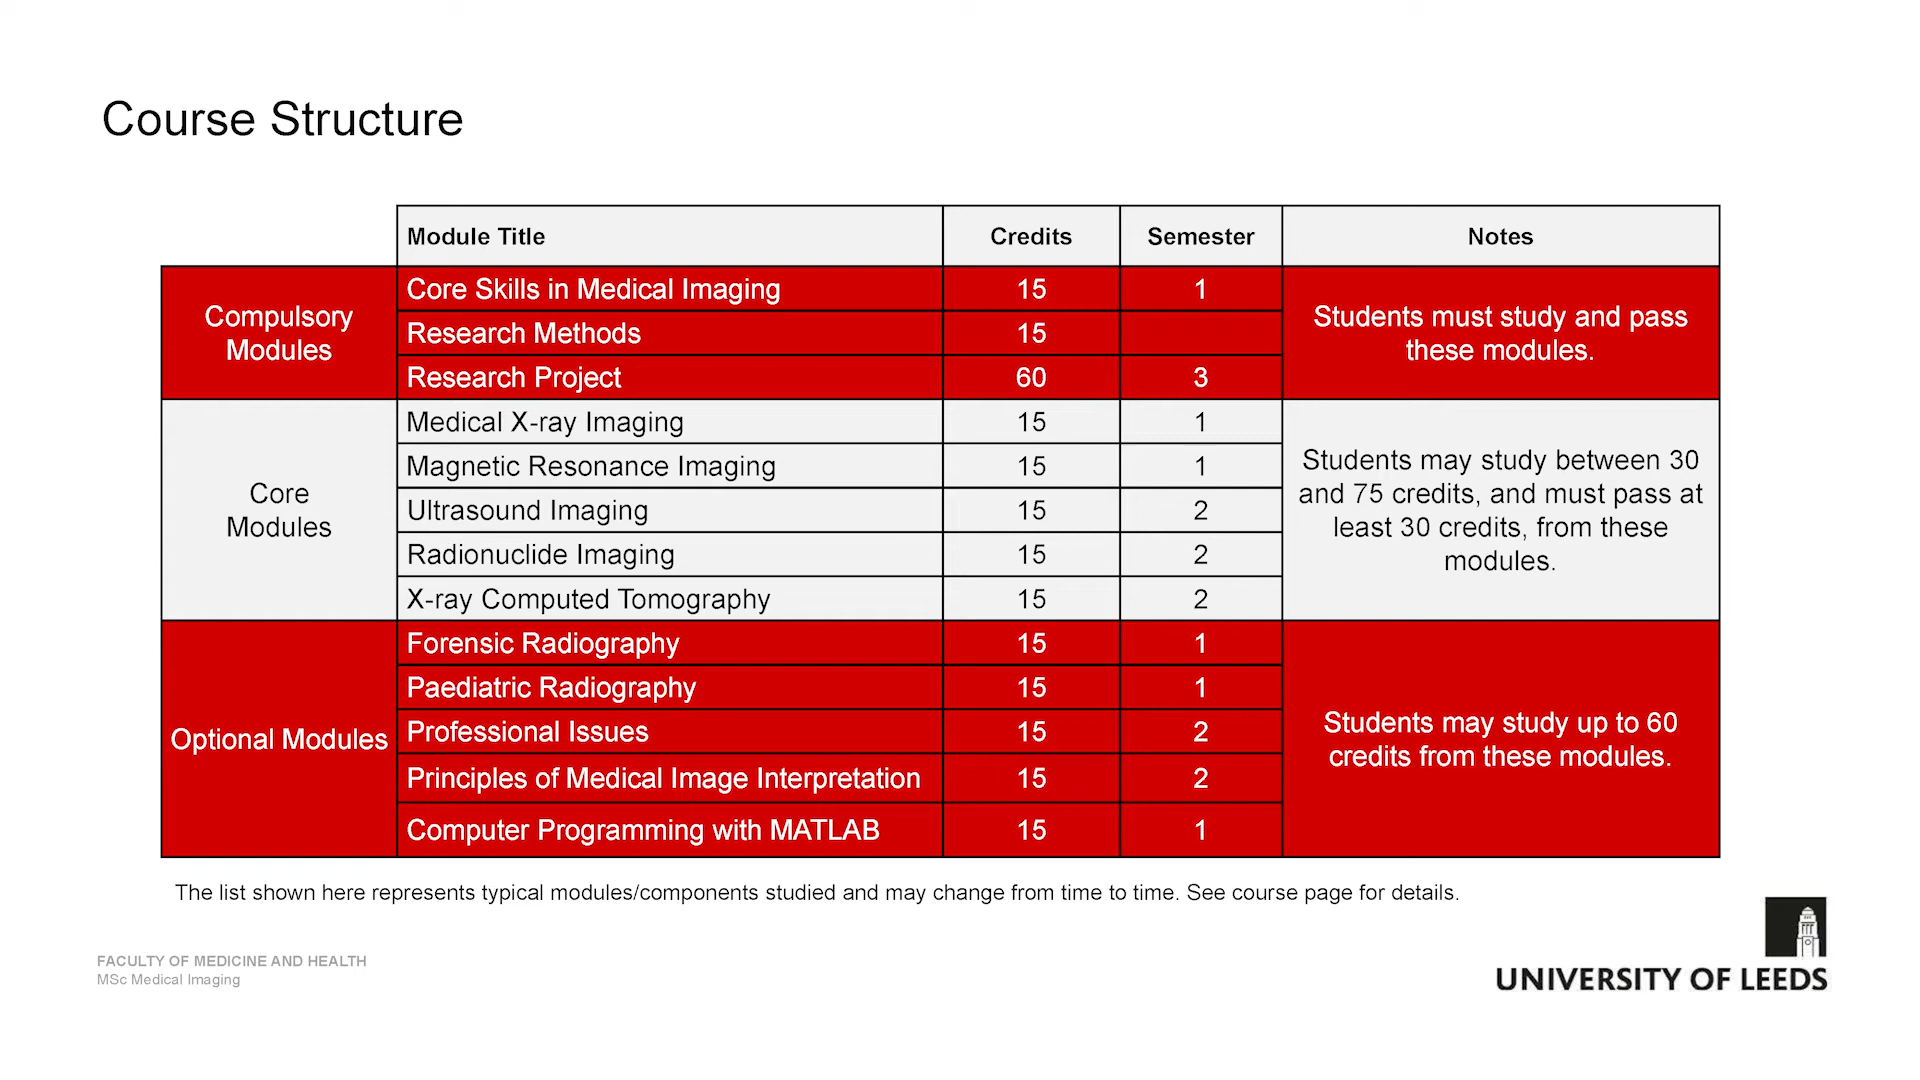 Course Structure
Module Title Credits Semester Notes
Compulsory
Modules
Core Skills in Medical Imaging 15 1
Research Methods 15
Research Project 60 3
Students must study and pass
these modules.
Core
Modules
Medical X-ray Imaging 15 1
Magnetic Resonance Imaging 15 1
Ultrasound Imaging 15 2
Radionuclide Imaging 15 2
X-ray Computed Tomography 15 2
Students may study between 30
and 75 credits, and must pass at
least 30 credits, from these
modules.
Optional Modules
Forensic Radiography 15 1
Paediatric Radiography 15 1
Professional Issues 15 2
Principles of Medical Image Interpretation 15 2
Computer Programming with MATLAB 15 1
Students may study up to 60
credits from these modules.
The list shown here represents typical modules/components studied and may change from time to time. See course page for details.
FACULTY OF MEDICINE AND HEALTH
MSc Medical Imaging
UNIVERSITY OF LEEDS